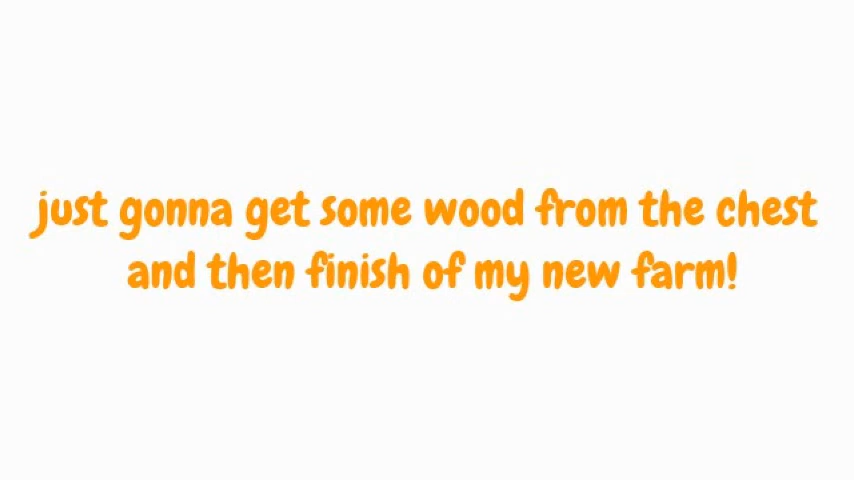 just gonna get some wood from the chest
and then finish of my new farm!